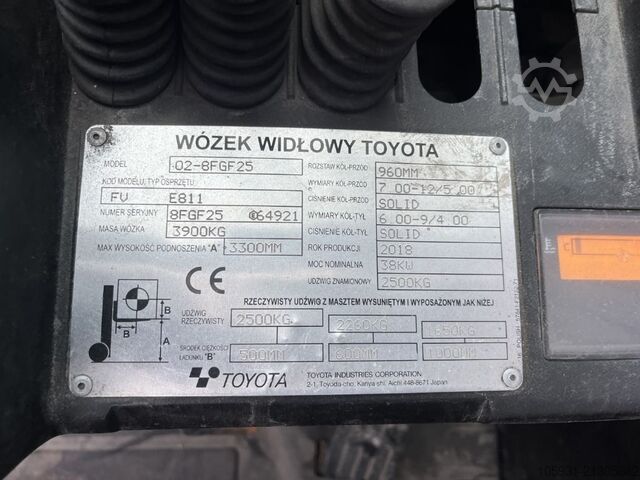 WÓZEK WIDŁOWY TOYOTA
MODEL 02-8FGF25
KOD MODELU, TYP OSPRZĘTU
FV E811
NUMER SERYJNY 8FGF25 64921
MASA WÓZKA 3900KG
MAX WYSOKOŚĆ PODNOSZENIA "A" 3300MM
ROZSTAW KÓŁ-PRZÓD 960MM
WYMIARY KÓŁ-PRZÓD 7.00-12/5.00
CIŚNIENIE KÓŁ-PRZÓD SOLID
WYMIARY KÓŁ-TYŁ 6.00-9/4.00
CIŚNIENIE KÓŁ-TYŁ SOLID
ROK PRODUKCJI 2018
MOC NOMINALNA 38KW
UDŹWIG ZNAMIONOWY 2500KG
CE
RZECZYWISTY UDŹWIG Z MASZTEM WYSUNIĘTYM I WYPOSAŻONYM JAK NIŻEJ
UDŹWIG RZECZYWISTY 2500KG 2260KG 1650KG
ŚRODEK CIĘŻKOŚCI ŁADUNKU "B" 500MM 600MM 1000MM
B
B
A
TOYOTA
TOYOTA INDUSTRIES CORPORATION
2-1, Toyoda-cho, Kariya shi, Aichi 448-8671 Japan